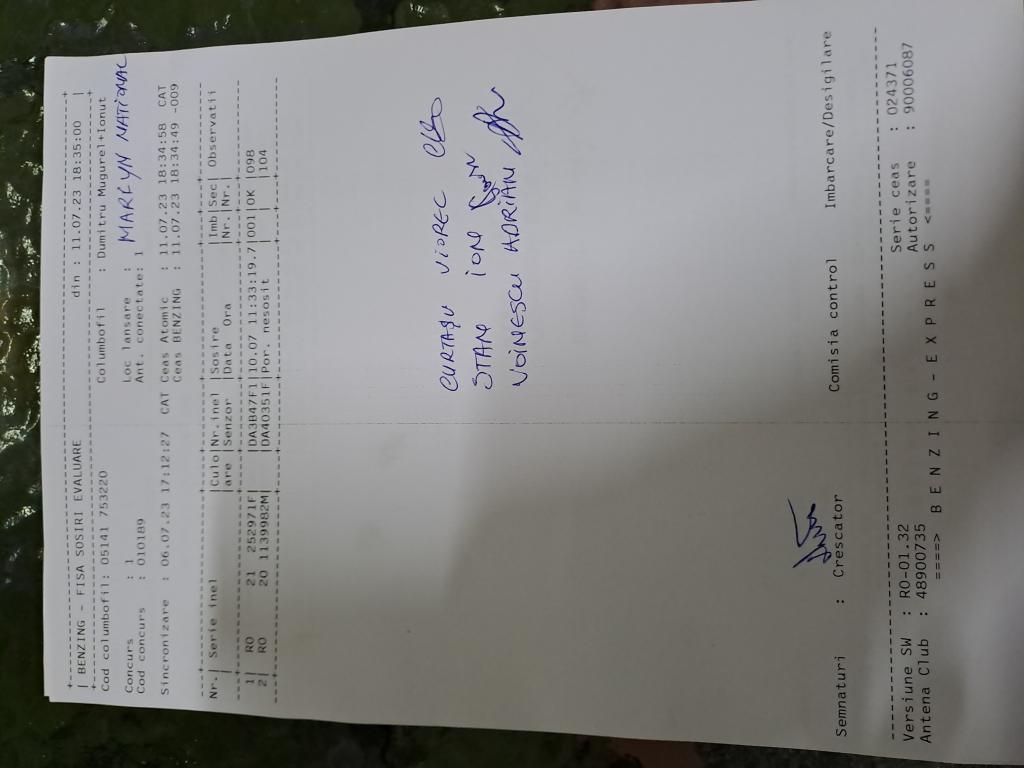 BENZING - FISA SOSIRI EVALUARE din : 11.07.23 18:35:00
Cod columbofil: 05141 753220 Columbofil : Dumitru Mugurel+Ionut
Concurs : 1 Loc lansare : MARLYN NATIONAL
Cod concurs : 010189 Ant. conectate: 1
Sincronizare : 06.07.23 17:12:27 CAT Ceas Atomic : 11.07.23 18:34:58 CAT
Ceas BENZING : 11.07.23 18:34:49 -009
Nr.| Serie inel |Culo|Nr.inel |Sosire |Imb|Sec| Observatii
|are |Senzor |Data Ora |Nr.|Nr.|
1| RO 21 252971F| |DA3B47F1|10.07 11:33:19.7|001|OK |098
2| RO 20 1139982M| |DA40351F|Por. nesosit | | |104
CURTAȘU VIOREC
STAN ION
VOINESCU ADRIAN
Semnaturi : Crescator Comisia control Imbarcare/Desigilare
Versiune SW : RO-01.32 Serie ceas : 024371
Antena Club : 48900735 Autorizare : 90006087
====> B E N Z I N G - E X P R E S S <====